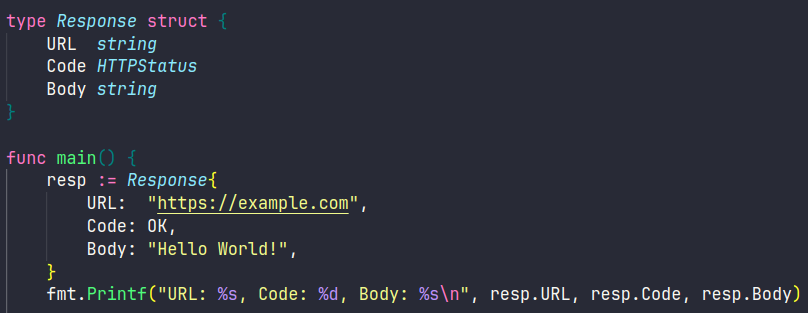 type Response struct {
    URL  string
    Code HTTPStatus
    Body string
}

func main() {
    resp := Response{
        URL:  "https://example.com",
        Code: OK,
        Body: "Hello World!",
    }
    fmt.Printf("URL: %s, Code: %d, Body: %s\n", resp.URL, resp.Code, resp.Body)